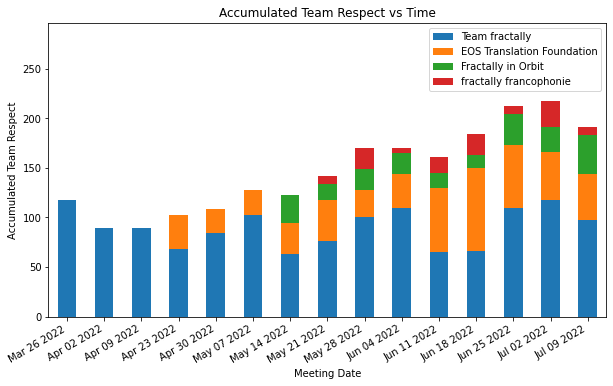 Accumulated Team Respect vs Time
Team fractally
EOS Translation Foundation
Fractally in Orbit
fractally francophonie
Accumulated Team Respect
250
200
150
100
50
0
Mar 26 2022
Apr 02 2022
Apr 09 2022
Apr 23 2022
Apr 30 2022
May 07 2022
May 14 2022
May 21 2022
May 28 2022
Jun 04 2022
Jun 11 2022
Jun 18 2022
Jun 25 2022
Jul 02 2022
Jul 09 2022
Meeting Date